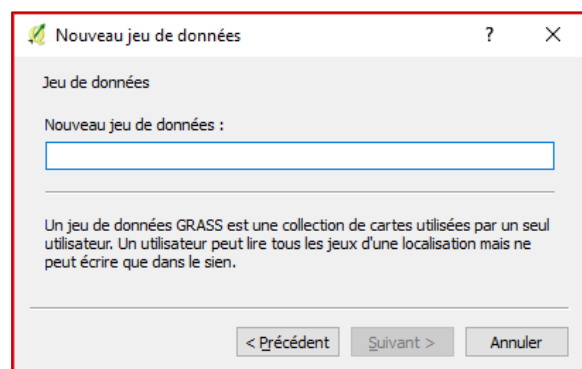 Nouveau jeu de données
?
Jeu de données
Nouveau jeu de données :
Un jeu de données GRASS est une collection de cartes utilisées par un seul
utilisateur. Un utilisateur peut lire tous les jeux d'une localisation mais ne
peut écrire que dans le sien.
< Précédent
Suivant >
Annuler